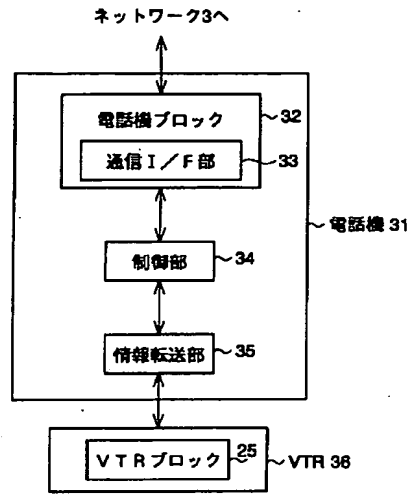 ネットワーク3へ
電話機ブロック
32
通信I/F部
33
電話機 31
制御部
34
情報転送部
35
VTRブロック
25
VTR 36